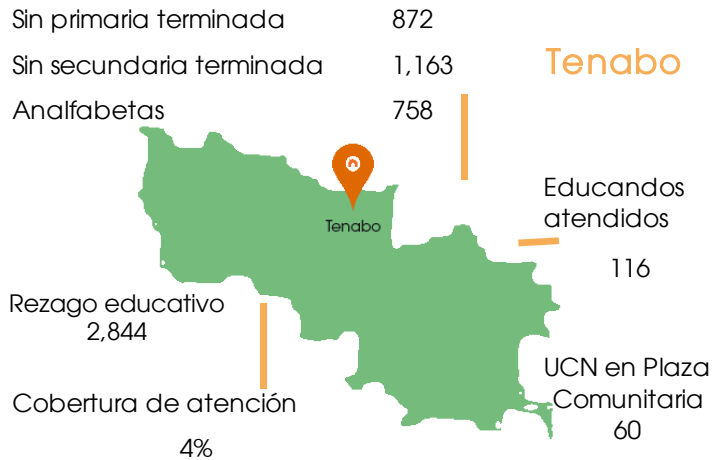 Sin primaria terminada 872
Sin secundaria terminada 1,163
Analfabetas 758
Tenabo
Tenabo
Educandos
atendidos
116
Rezago educativo
2,844
Cobertura de atención
4%
UCN en Plaza
Comunitaria
60